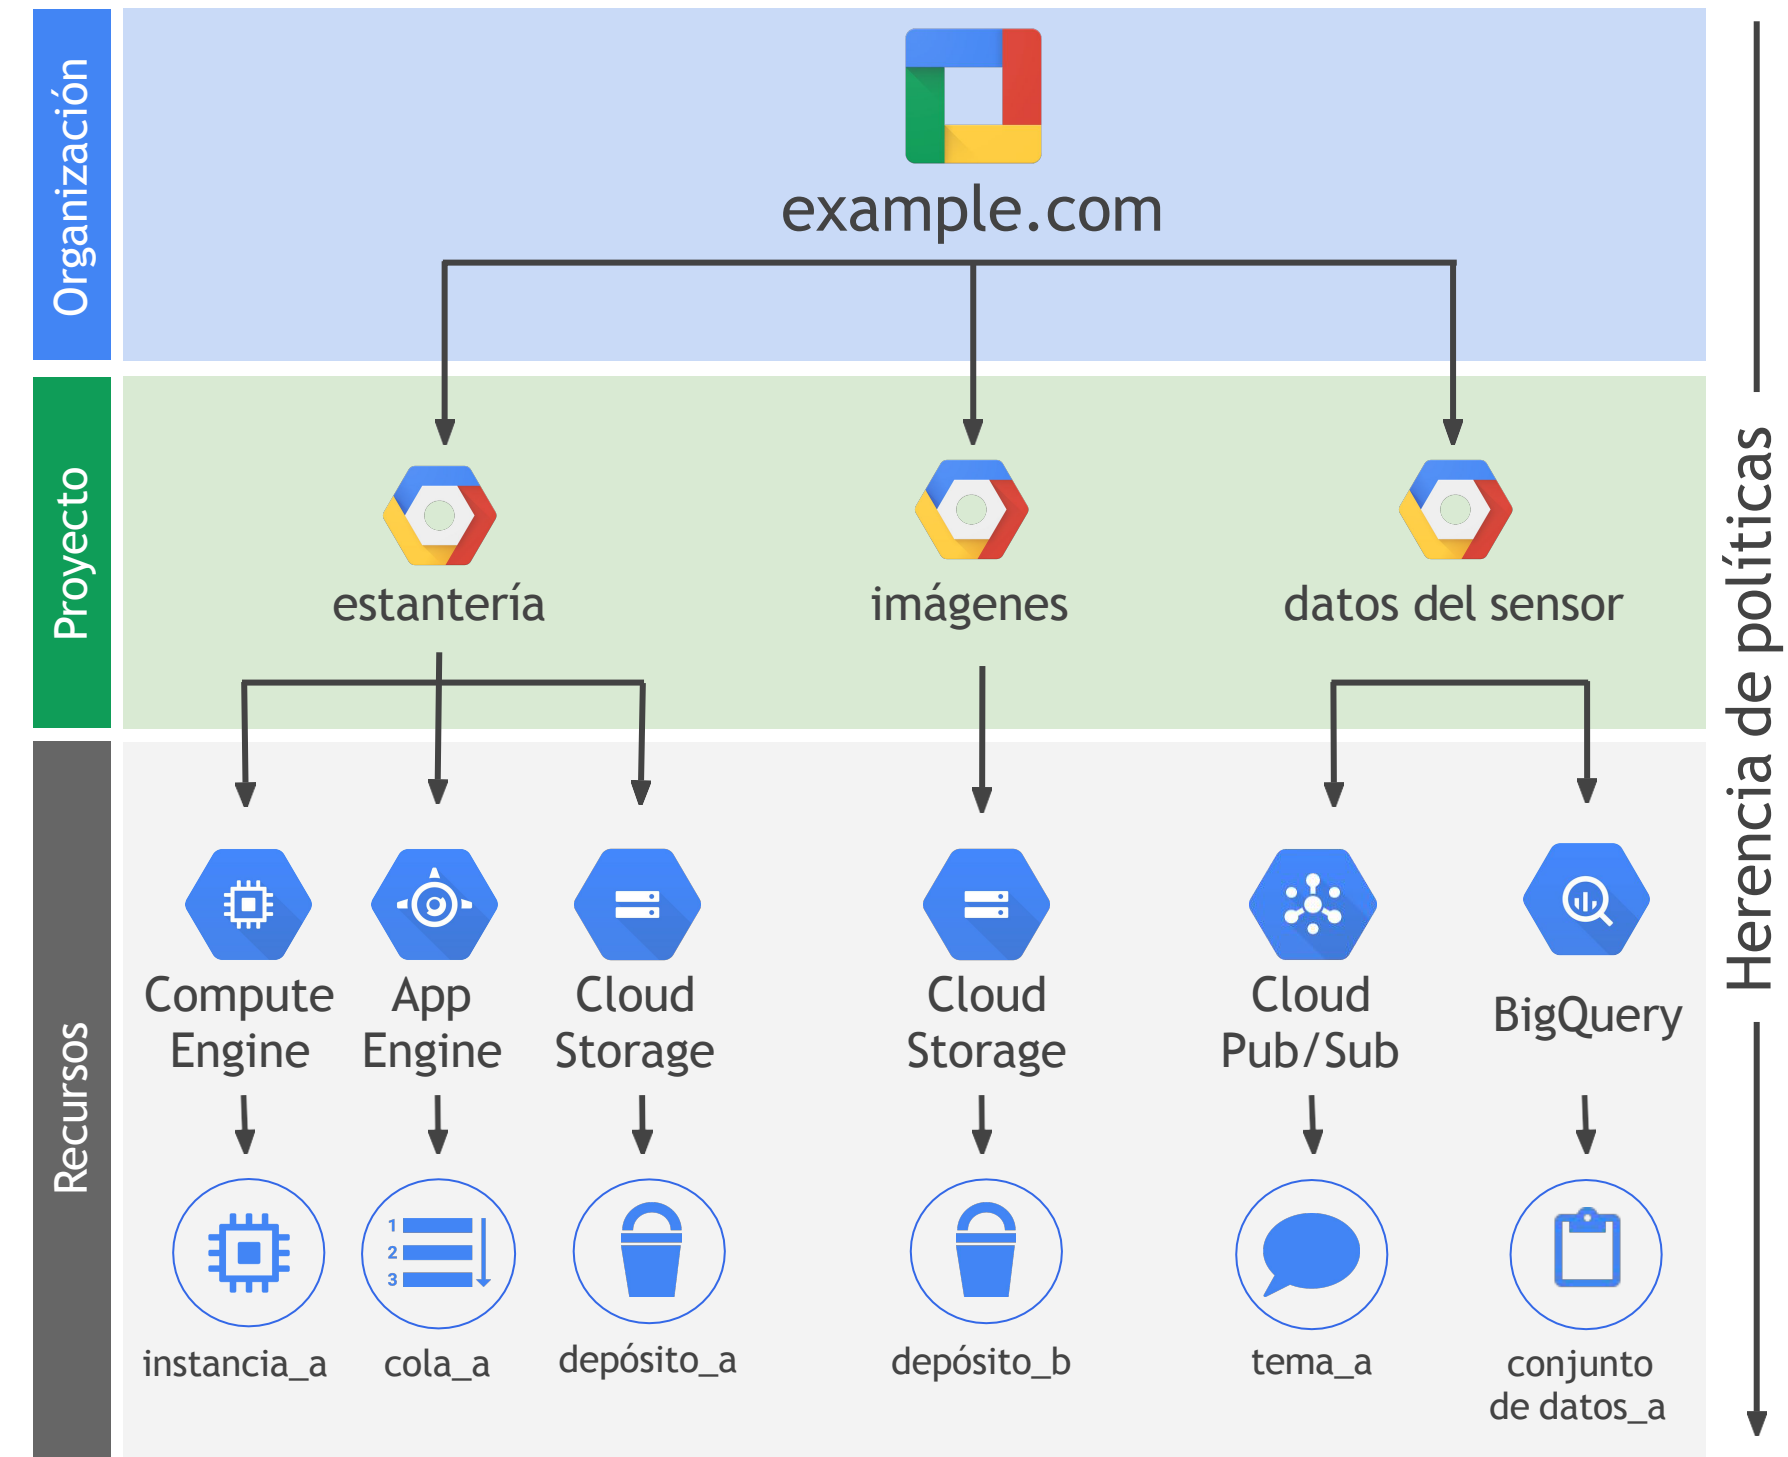 Organización
example.com
Proyecto
estantería
imágenes
datos del sensor
Herencia de políticas
Recursos
Compute
Engine
App
Engine
Cloud
Storage
Cloud
Storage
Cloud
Pub/Sub
BigQuery
1
2
3
instancia_a
cola_a
depósito_a
depósito_b
tema_a
conjunto
de datos_a